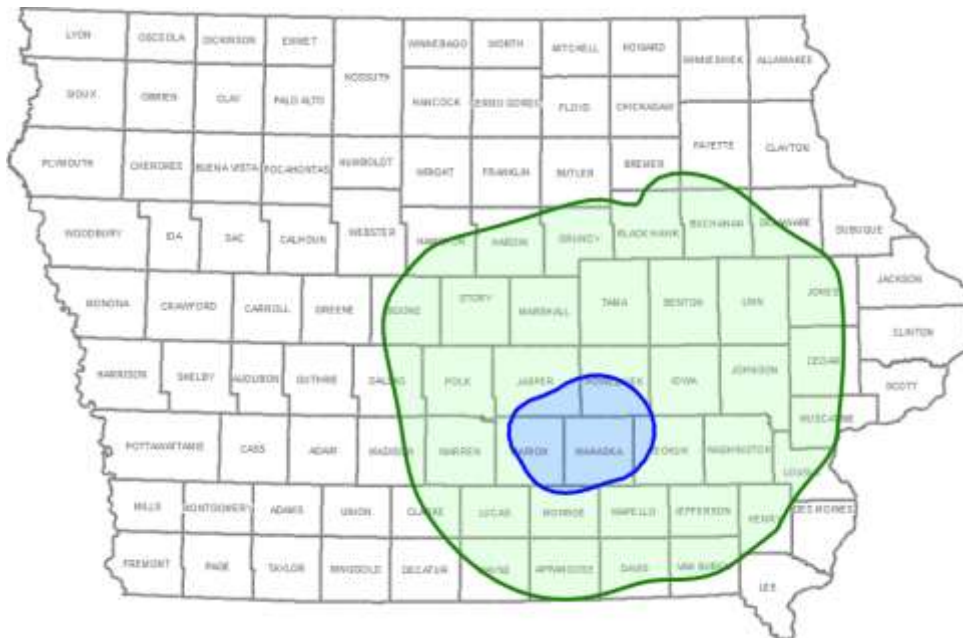 LYON OSCEOLA DICKINSON EMMET WINNEBAGO WORTH MITCHELL HOWARD
KOSSUTH WINNESHIEK ALLAMAKEE
SIOUX OBRIEN CLAY PALO ALTO HANCOCK CERRO GORDO FLOYD CHICKASAW
PLYMOUTH CHEROKEE BUENA VISTA POCAHONTAS HUMBOLDT WRIGHT FRANKLIN BUTLER BREMER FAYETTE CLAYTON
WOODBURY IDA SAC CALHOUN WEBSTER HAMILTON HARDIN GRUNDY BLACK HAWK BUCHANAN DELAWARE DUBUQUE
MONONA CRAWFORD CARROLL GREENE BOONE STORY MARSHALL TAMA BENTON LINN JONES JACKSON
CLINTON
HARRISON SHELBY AUDUBON GUTHRIE DALLAS POLK JASPER POWESHIEK IOWA JOHNSON CEDAR SCOTT
MUSCATINE
POTTAWATTAMIE CASS ADAIR MADISON WARREN MARION MAHASKA KEOKUK WASHINGTON LOUISA
MILLS MONTGOMERY ADAMS UNION CLARKE LUCAS MONROE WAPELLO JEFFERSON HENRY DES MOINES
FREMONT PAGE TAYLOR RINGGOLD DECATUR WAYNE APPANOOSE DAVIS VAN BUREN LEE